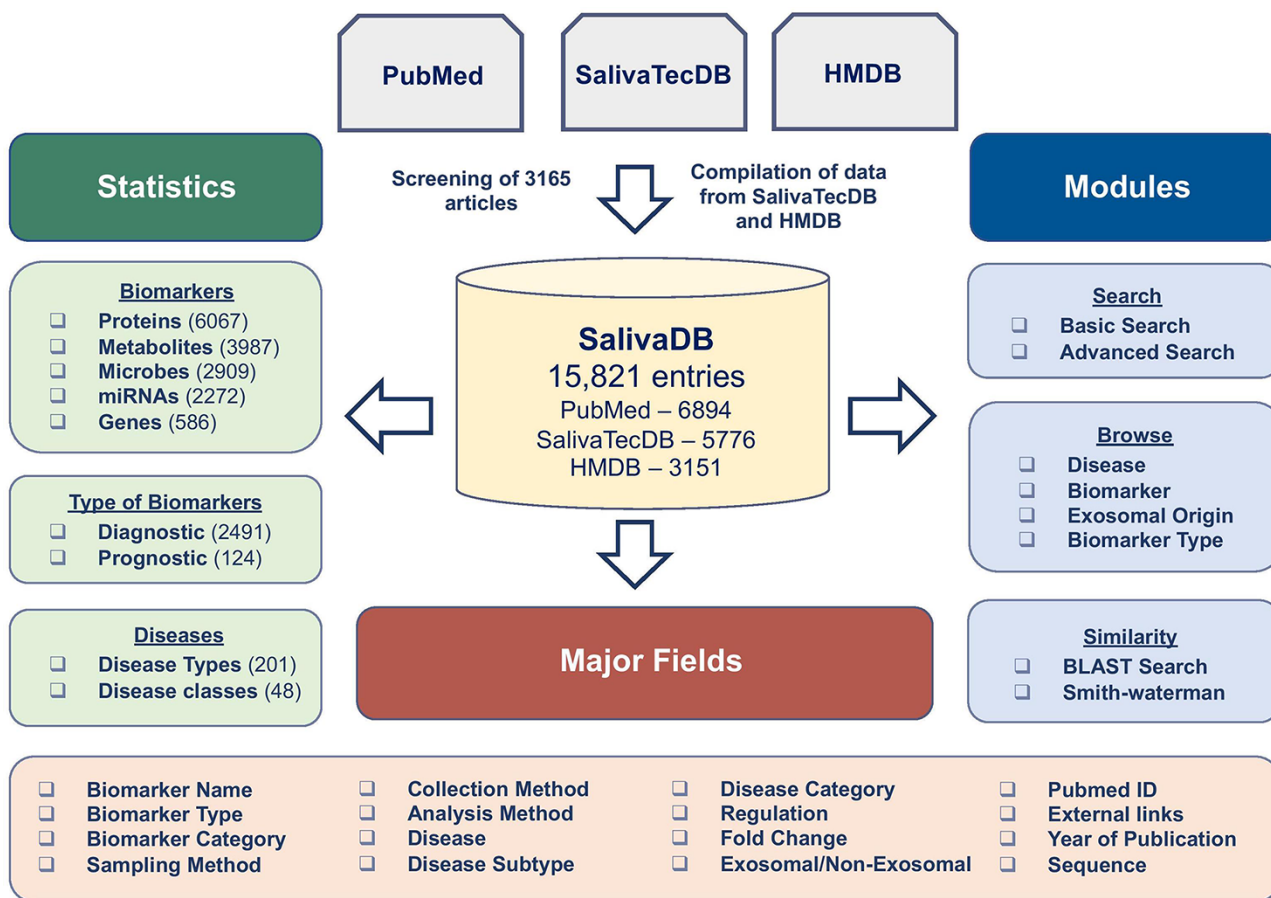 PubMed
SalivaTecDB
HMDB
Screening of 3165
articles
Compilation of data
from SalivaTecDB
and HMDB
Statistics
Biomarkers
Proteins (6067)
Metabolites (3987)
Microbes (2909)
miRNAs (2272)
Genes (586)
Type of Biomarkers
Diagnostic (2491)
Prognostic (124)
Diseases
Disease Types (201)
Disease classes (48)
SalivaDB
15,821 entries
PubMed – 6894
SalivaTecDB – 5776
HMDB – 3151
Major Fields
Modules
Search
Basic Search
Advanced Search
Browse
Disease
Biomarker
Exosomal Origin
Biomarker Type
Similarity
BLAST Search
Smith-waterman
Biomarker Name
Biomarker Type
Biomarker Category
Sampling Method
Collection Method
Analysis Method
Disease
Disease Subtype
Disease Category
Regulation
Fold Change
Exosomal/Non-Exosomal
Pubmed ID
External links
Year of Publication
Sequence